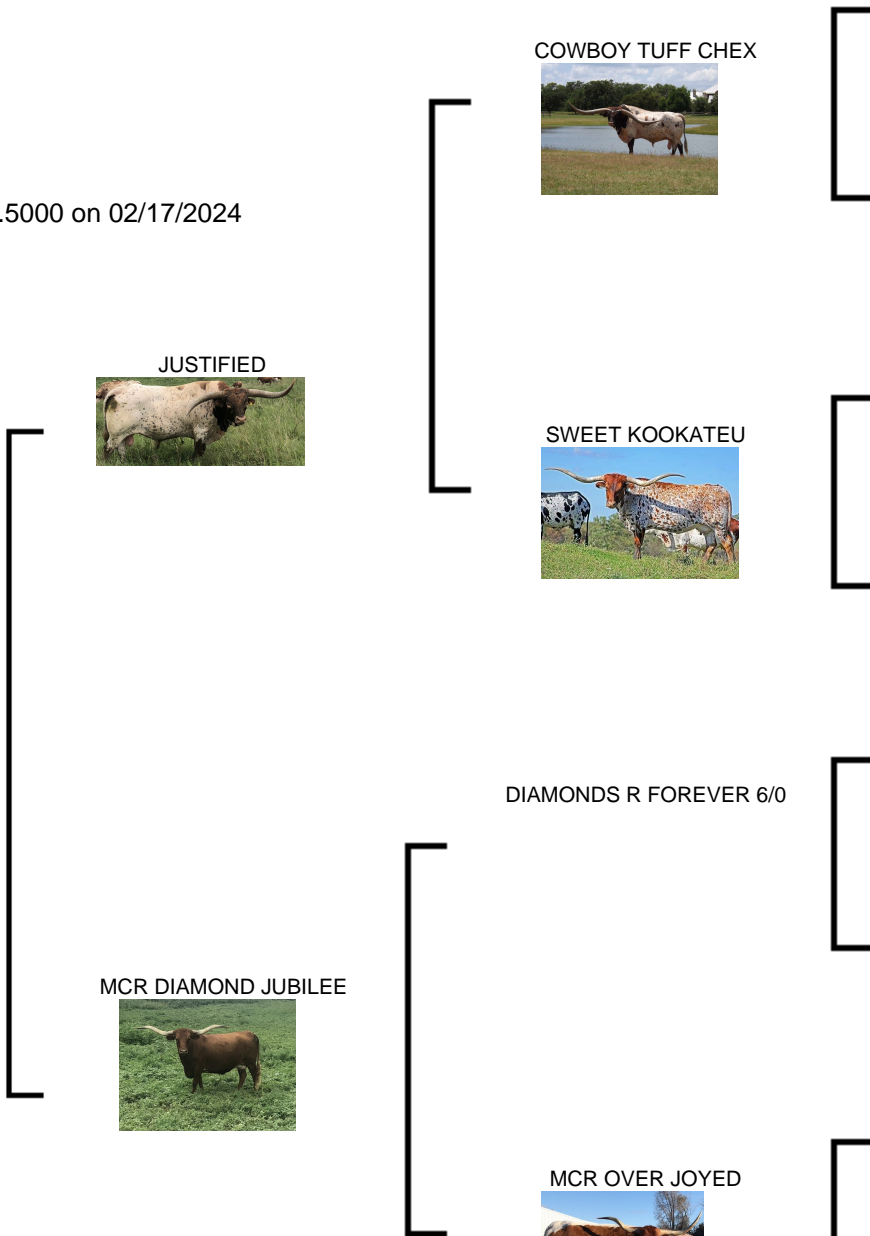 COWBOY TUFF CHEX
.5000 on 02/17/2024
JUSTIFIED
SWEET KOOKATEU
DIAMONDS R FOREVER 6/0
MCR DIAMOND JUBILEE
MCR OVER JOYED